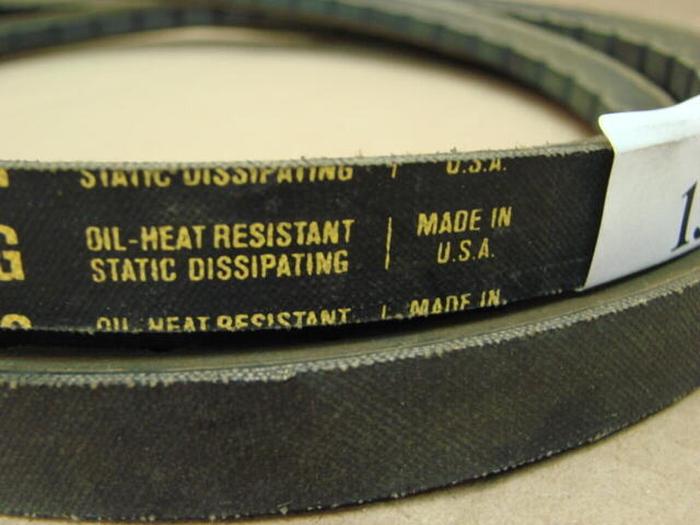 STATIC DISSIPATING | U.S.A.
G OIL-HEAT RESISTANT | MADE IN
STATIC DISSIPATING U.S.A.
OIL-HEAT RESISTANT | MADE IN